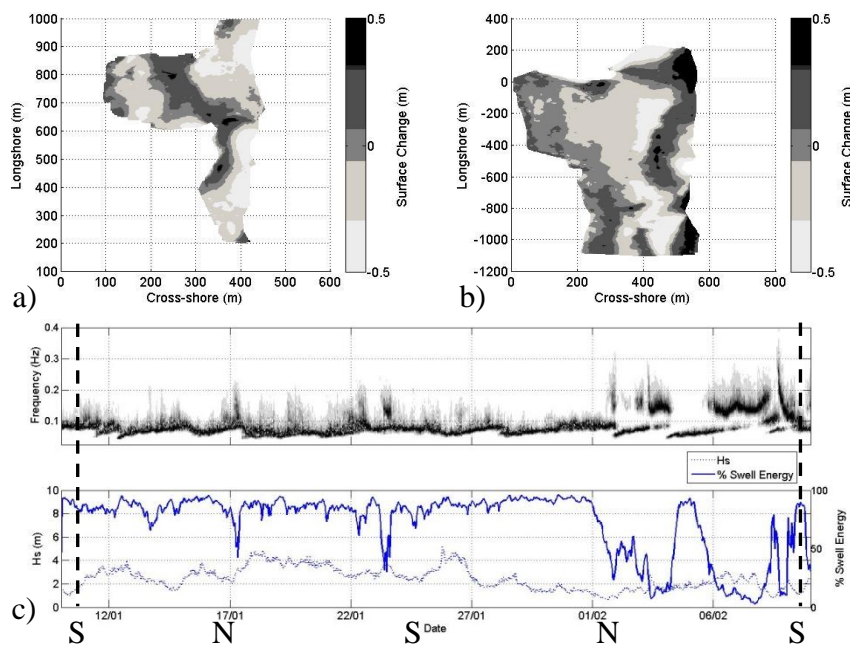 1000
900
800
700
600
500
400
300
200
100
0 100 200 300 400 500 600
Longshore (m)
Cross-shore (m)
0.5
0
-0.5
Surface Change (m)
a)
400
200
0
-200
-400
-600
-800
-1000
-1200
0 200 400 600 800
Longshore (m)
Cross-shore (m)
0.5
0
-0.5
Surface Change (m)
b)
0.4
0.3
0.2
0.1
Frequency (Hz)
Hs
% Swell Energy
10
8
6
4
2
0
Hs (m)
100
50
0
% Swell Energy
12/01 17/01 22/01 27/01 01/02 06/02
Date
c)
S N S N S